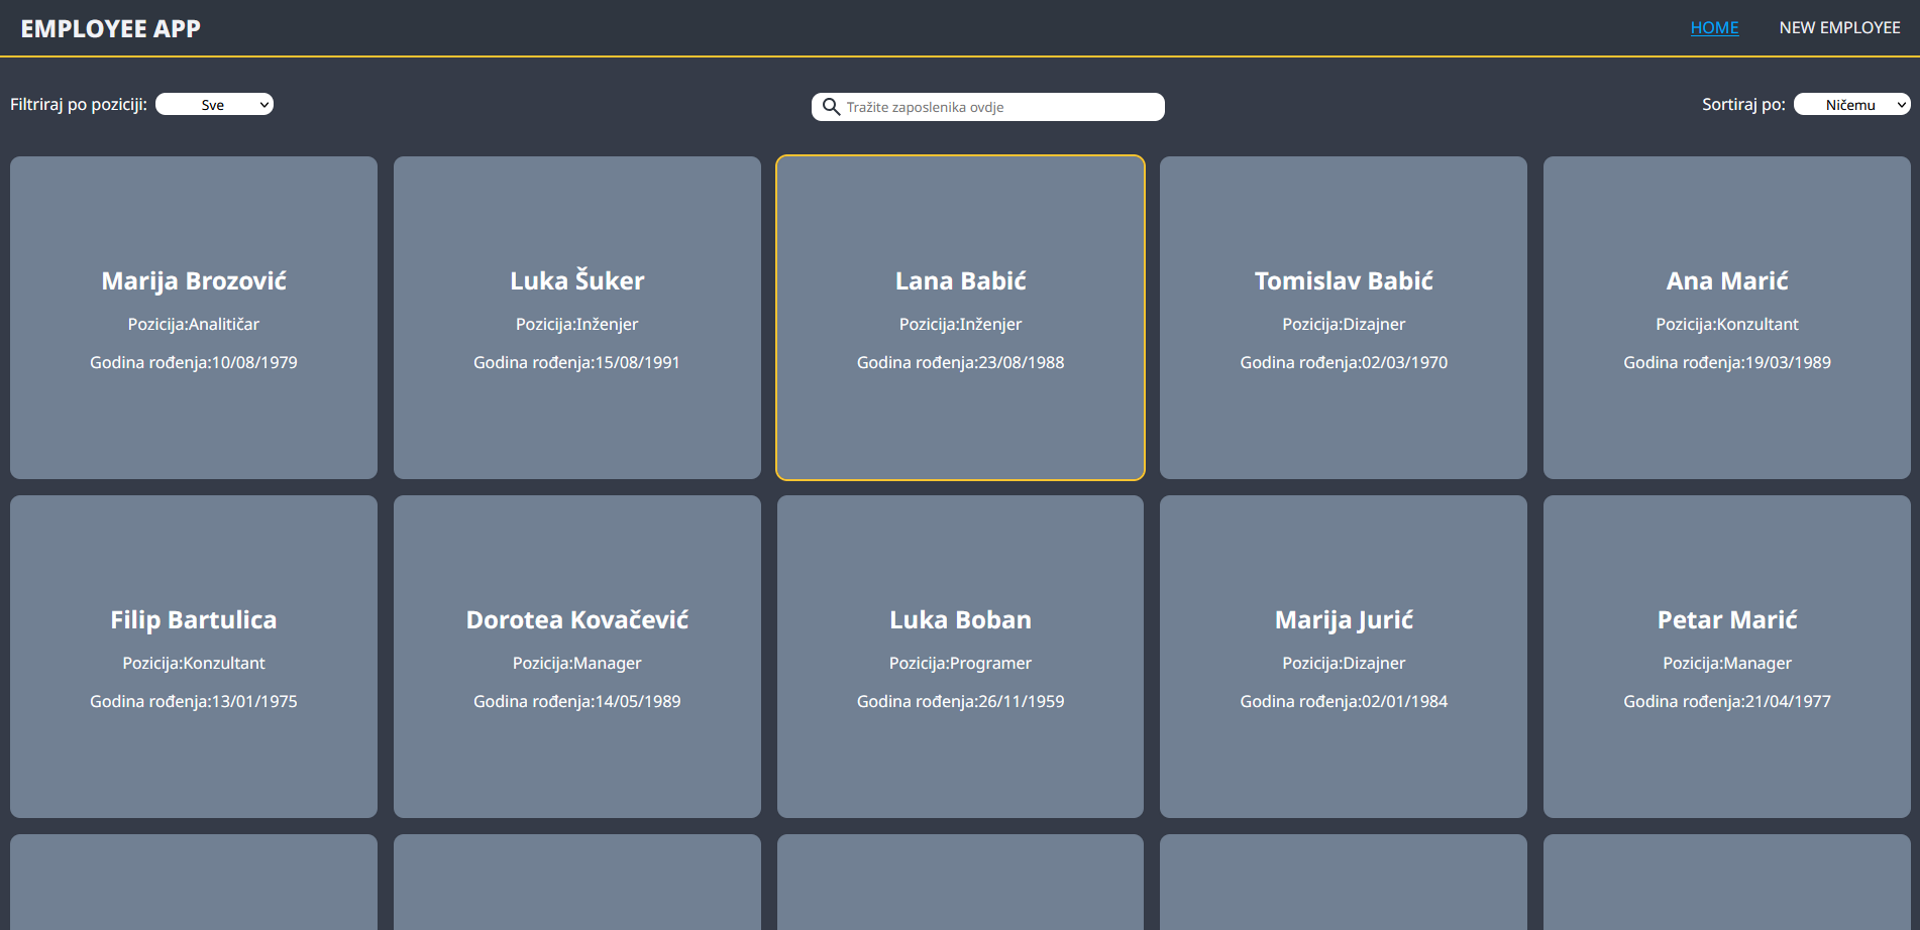 EMPLOYEE APP
HOME
NEW EMPLOYEE
Filtriraj po poziciji:
Sve
Tražite zaposlenika ovdje
Sortiraj po:
Ničemu
Marija Brozović
Pozicija:Analitičar
Godina rođenja:10/08/1979
Luka Šuker
Pozicija:Inženjer
Godina rođenja:15/08/1991
Lana Babić
Pozicija:Inženjer
Godina rođenja:23/08/1988
Tomislav Babić
Pozicija:Dizajner
Godina rođenja:02/03/1970
Ana Marić
Pozicija:Konzultant
Godina rođenja:19/03/1989
Filip Bartulica
Pozicija:Konzultant
Godina rođenja:13/01/1975
Dorotea Kovačević
Pozicija:Manager
Godina rođenja:14/05/1989
Luka Boban
Pozicija:Programer
Godina rođenja:26/11/1959
Marija Jurić
Pozicija:Dizajner
Godina rođenja:02/01/1984
Petar Marić
Pozicija:Manager
Godina rođenja:21/04/1977